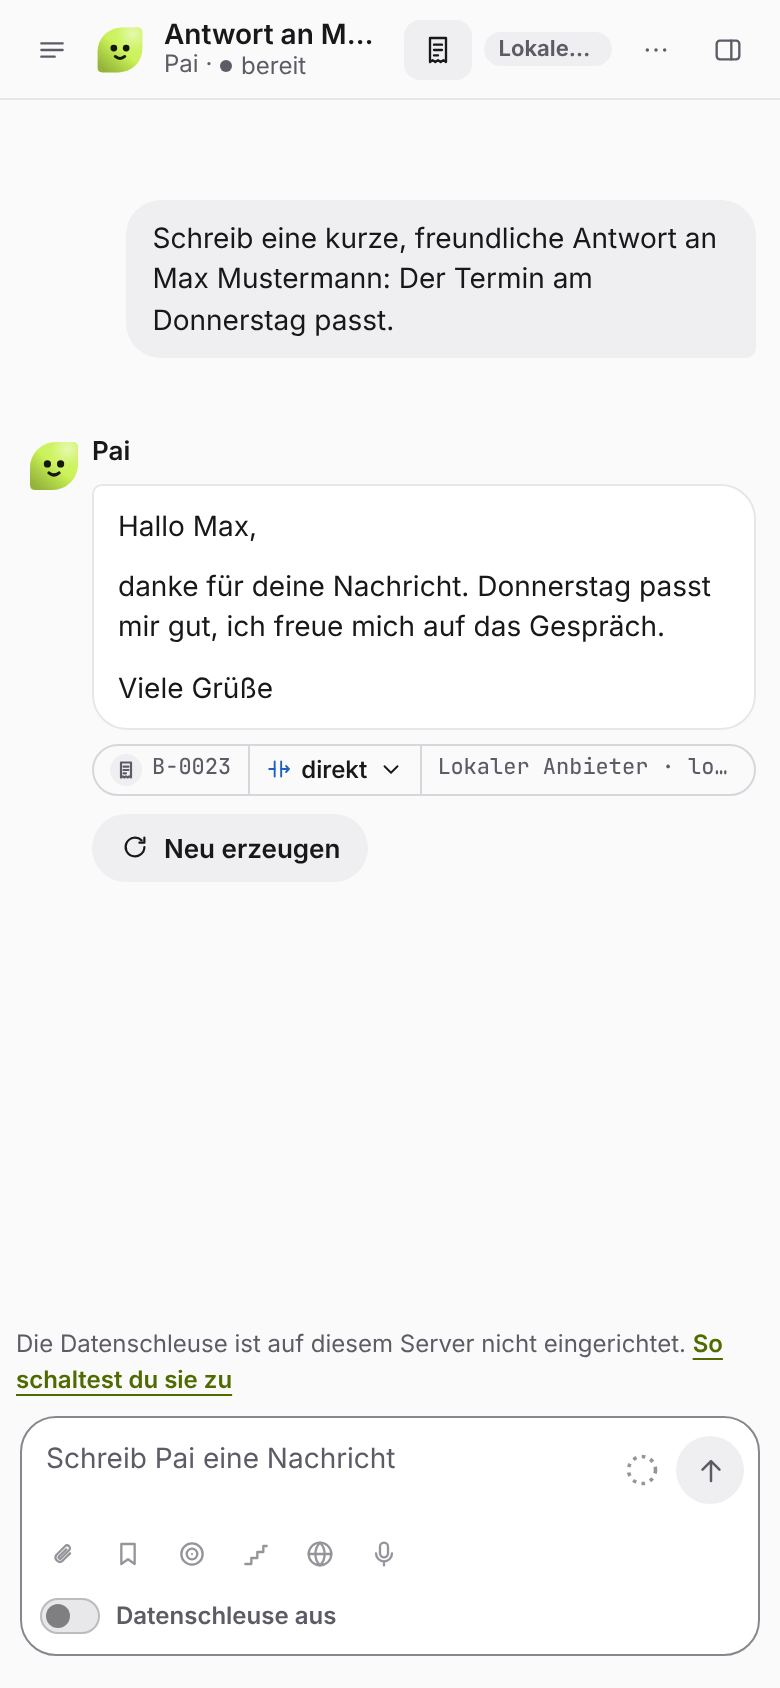 Antwort an M...
Pai · bereit
Lokale...
Schreib eine kurze, freundliche Antwort an
Max Mustermann: Der Termin am
Donnerstag passt.
Pai
Hallo Max,
danke für deine Nachricht. Donnerstag passt
mir gut, ich freue mich auf das Gespräch.
Viele Grüße
B-0023
direkt
Lokaler Anbieter · lo…
Neu erzeugen
Die Datenschleuse ist auf diesem Server nicht eingerichtet. So
schaltest du sie zu
Schreib Pai eine Nachricht
Datenschleuse aus